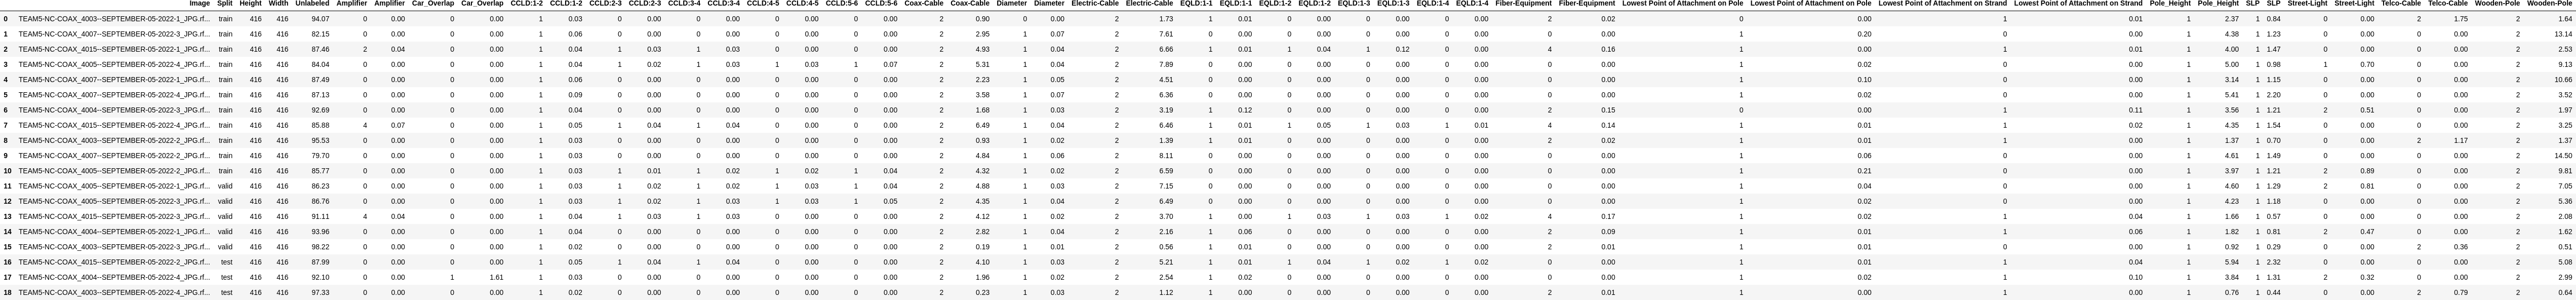 Image Split Height Width Unlabeled Amplifier Amplifier Car_Overlap Car_Overlap CCLD:1-2 CCLD:1-2 CCLD:2-3 CCLD:2-3 CCLD:3-4 CCLD:3-4 CCLD:4-5 CCLD:4-5 CCLD:5-6 CCLD:5-6 Coax-Cable Coax-Cable Diameter Diameter Electric-Cable Electric-Cable EQLD:1-1 EQLD:1-1 EQLD:1-2 EQLD:1-2 EQLD:1-3 EQLD:1-3 EQLD:1-4 EQLD:1-4 Fiber-Equipment Fiber-Equipment Lowest Point of Attachment on Pole Lowest Point of Attachment on Pole Lowest Point of Attachment on Strand Lowest Point of Attachment on Strand Pole_Height Pole_Height SLP SLP Street-Light Street-Light Telco-Cable Telco-Cable Wooden-Pole Wooden-Pole
0 TEAM5-NC-COAX_4003--SEPTEMBER-05-2022-1_JPG.rf... train 416 416 94.07 0 0.00 0 0.00 1 0.03 0 0.00 0 0.00 0 0.00 0 0.00 2 0.90 0 0.00 2 1.73 1 0.01 0 0.00 0 0.00 0 0.00 2 0.02 0 0.00 1 0.01 1 2.37 1 0.84 0 0.00 2 1.75 2 1.64
1 TEAM5-NC-COAX_4007--SEPTEMBER-05-2022-3_JPG.rf... train 416 416 82.15 0 0.00 0 0.00 1 0.06 0 0.00 0 0.00 0 0.00 0 0.00 2 2.95 1 0.07 2 7.61 0 0.00 0 0.00 0 0.00 0 0.00 0 0.00 1 0.20 0 0.00 1 4.38 1 1.23 0 0.00 0 0.00 2 13.14
2 TEAM5-NC-COAX_4015--SEPTEMBER-05-2022-1_JPG.rf... train 416 416 87.46 2 0.04 0 0.00 1 0.04 1 0.03 1 0.03 0 0.00 0 0.00 2 4.93 1 0.04 2 6.66 1 0.01 1 0.04 1 0.12 0 0.00 4 0.16 1 0.00 1 0.01 1 4.00 1 1.47 0 0.00 0 0.00 2 2.53
3 TEAM5-NC-COAX_4005--SEPTEMBER-05-2022-4_JPG.rf... train 416 416 84.04 0 0.00 0 0.00 1 0.04 1 0.02 1 0.03 1 0.03 1 0.07 2 5.31 1 0.04 2 7.89 0 0.00 0 0.00 0 0.00 0 0.00 0 0.00 1 0.02 0 0.00 1 5.00 1 0.98 1 0.70 0 0.00 2 9.13
4 TEAM5-NC-COAX_4007--SEPTEMBER-05-2022-1_JPG.rf... train 416 416 87.49 0 0.00 0 0.00 1 0.06 0 0.00 0 0.00 0 0.00 0 0.00 2 2.23 1 0.05 2 4.51 0 0.00 0 0.00 0 0.00 0 0.00 0 0.00 1 0.10 0 0.00 1 3.14 1 1.15 0 0.00 0 0.00 2 10.66
5 TEAM5-NC-COAX_4007--SEPTEMBER-05-2022-4_JPG.rf... train 416 416 87.13 0 0.00 0 0.00 1 0.09 0 0.00 0 0.00 0 0.00 0 0.00 2 3.58 1 0.07 2 6.36 0 0.00 0 0.00 0 0.00 0 0.00 0 0.00 1 0.02 0 0.00 1 5.41 1 2.20 0 0.00 0 0.00 2 3.52
6 TEAM5-NC-COAX_4004--SEPTEMBER-05-2022-3_JPG.rf... train 416 416 92.69 0 0.00 0 0.00 1 0.04 0 0.00 0 0.00 0 0.00 0 0.00 2 1.68 1 0.03 2 3.19 1 0.12 0 0.00 0 0.00 0 0.00 2 0.15 0 0.00 1 0.11 1 3.56 1 1.21 2 0.51 0 0.00 2 1.97
7 TEAM5-NC-COAX_4015--SEPTEMBER-05-2022-4_JPG.rf... train 416 416 85.88 4 0.07 0 0.00 1 0.05 1 0.04 1 0.04 0 0.00 0 0.00 2 6.49 1 0.04 2 6.46 1 0.01 1 0.05 1 0.03 1 0.01 4 0.14 1 0.01 1 0.02 1 4.35 1 1.54 0 0.00 0 0.00 2 3.25
8 TEAM5-NC-COAX_4003--SEPTEMBER-05-2022-2_JPG.rf... train 416 416 95.53 0 0.00 0 0.00 1 0.03 0 0.00 0 0.00 0 0.00 0 0.00 2 0.93 1 0.02 2 1.39 1 0.01 0 0.00 0 0.00 0 0.00 2 0.02 1 0.01 1 0.00 1 1.37 1 0.70 0 0.00 2 1.17 2 1.37
9 TEAM5-NC-COAX_4007--SEPTEMBER-05-2022-2_JPG.rf... train 416 416 79.70 0 0.00 0 0.00 1 0.03 0 0.00 0 0.00 0 0.00 0 0.00 2 4.84 1 0.06 2 8.11 0 0.00 0 0.00 0 0.00 0 0.00 0 0.00 1 0.06 0 0.00 1 4.61 1 1.49 0 0.00 0 0.00 2 14.50
10 TEAM5-NC-COAX_4005--SEPTEMBER-05-2022-2_JPG.rf... train 416 416 85.77 0 0.00 0 0.00 1 0.03 1 0.01 1 0.02 1 0.02 1 0.04 2 4.32 1 0.02 2 6.59 0 0.00 0 0.00 0 0.00 0 0.00 0 0.00 1 0.21 0 0.00 1 3.97 1 1.21 2 0.89 0 0.00 2 9.81
11 TEAM5-NC-COAX_4005--SEPTEMBER-05-2022-1_JPG.rf... valid 416 416 86.23 0 0.00 0 0.00 1 0.03 1 0.02 1 0.02 1 0.03 1 0.04 2 4.88 1 0.03 2 7.15 0 0.00 0 0.00 0 0.00 0 0.00 0 0.00 1 0.04 0 0.00 1 4.60 1 1.29 2 0.81 0 0.00 2 7.05
12 TEAM5-NC-COAX_4005--SEPTEMBER-05-2022-3_JPG.rf... valid 416 416 86.76 0 0.00 0 0.00 1 0.03 1 0.02 1 0.03 1 0.03 1 0.05 2 4.35 1 0.04 2 6.49 0 0.00 0 0.00 0 0.00 0 0.00 0 0.00 1 0.02 0 0.00 1 4.23 1 1.18 0 0.00 0 0.00 2 5.36
13 TEAM5-NC-COAX_4015--SEPTEMBER-05-2022-3_JPG.rf... valid 416 416 91.11 4 0.04 0 0.00 1 0.04 1 0.03 1 0.03 0 0.00 0 0.00 2 4.12 1 0.02 2 3.70 1 0.00 1 0.03 1 0.03 1 0.02 4 0.17 1 0.01 1 0.04 1 1.66 1 0.57 0 0.00 0 0.00 2 2.08
14 TEAM5-NC-COAX_4004--SEPTEMBER-05-2022-1_JPG.rf... valid 416 416 93.96 0 0.00 0 0.00 1 0.04 0 0.00 0 0.00 0 0.00 0 0.00 2 2.82 1 0.04 2 2.16 1 0.06 0 0.00 0 0.00 0 0.00 2 0.09 1 0.01 1 0.06 1 1.82 1 0.81 2 0.47 0 0.00 2 1.62
15 TEAM5-NC-COAX_4003--SEPTEMBER-05-2022-3_JPG.rf... valid 416 416 98.22 0 0.00 0 0.00 1 0.02 0 0.00 0 0.00 0 0.00 0 0.00 2 0.19 1 0.01 2 0.56 1 0.01 0 0.00 0 0.00 0 0.00 2 0.01 1 0.01 0 0.00 1 0.92 1 0.29 0 0.00 2 0.36 2 0.51
16 TEAM5-NC-COAX_4015--SEPTEMBER-05-2022-2_JPG.rf... test 416 416 87.99 0 0.00 0 0.00 1 0.05 1 0.04 1 0.04 0 0.00 0 0.00 2 4.10 1 0.03 2 5.21 1 0.01 1 0.04 1 0.02 1 0.02 0 0.00 1 0.01 1 0.04 1 5.94 1 2.32 0 0.00 0 0.00 2 5.08
17 TEAM5-NC-COAX_4004--SEPTEMBER-05-2022-4_JPG.rf... test 416 416 92.10 0 0.00 1 1.61 1 0.03 0 0.00 0 0.00 0 0.00 0 0.00 2 1.96 1 0.02 2 2.54 1 0.02 0 0.00 0 0.00 0 0.00 0 0.00 1 0.02 1 0.10 1 3.84 1 1.31 2 0.32 0 0.00 2 2.99
18 TEAM5-NC-COAX_4003--SEPTEMBER-05-2022-4_JPG.rf... test 416 416 97.33 0 0.00 0 0.00 1 0.02 0 0.00 0 0.00 0 0.00 0 0.00 2 0.23 1 0.03 2 1.12 1 0.00 0 0.00 0 0.00 0 0.00 2 0.01 1 0.00 1 0.00 1 0.76 1 0.44 0 0.00 2 0.79 2 0.64